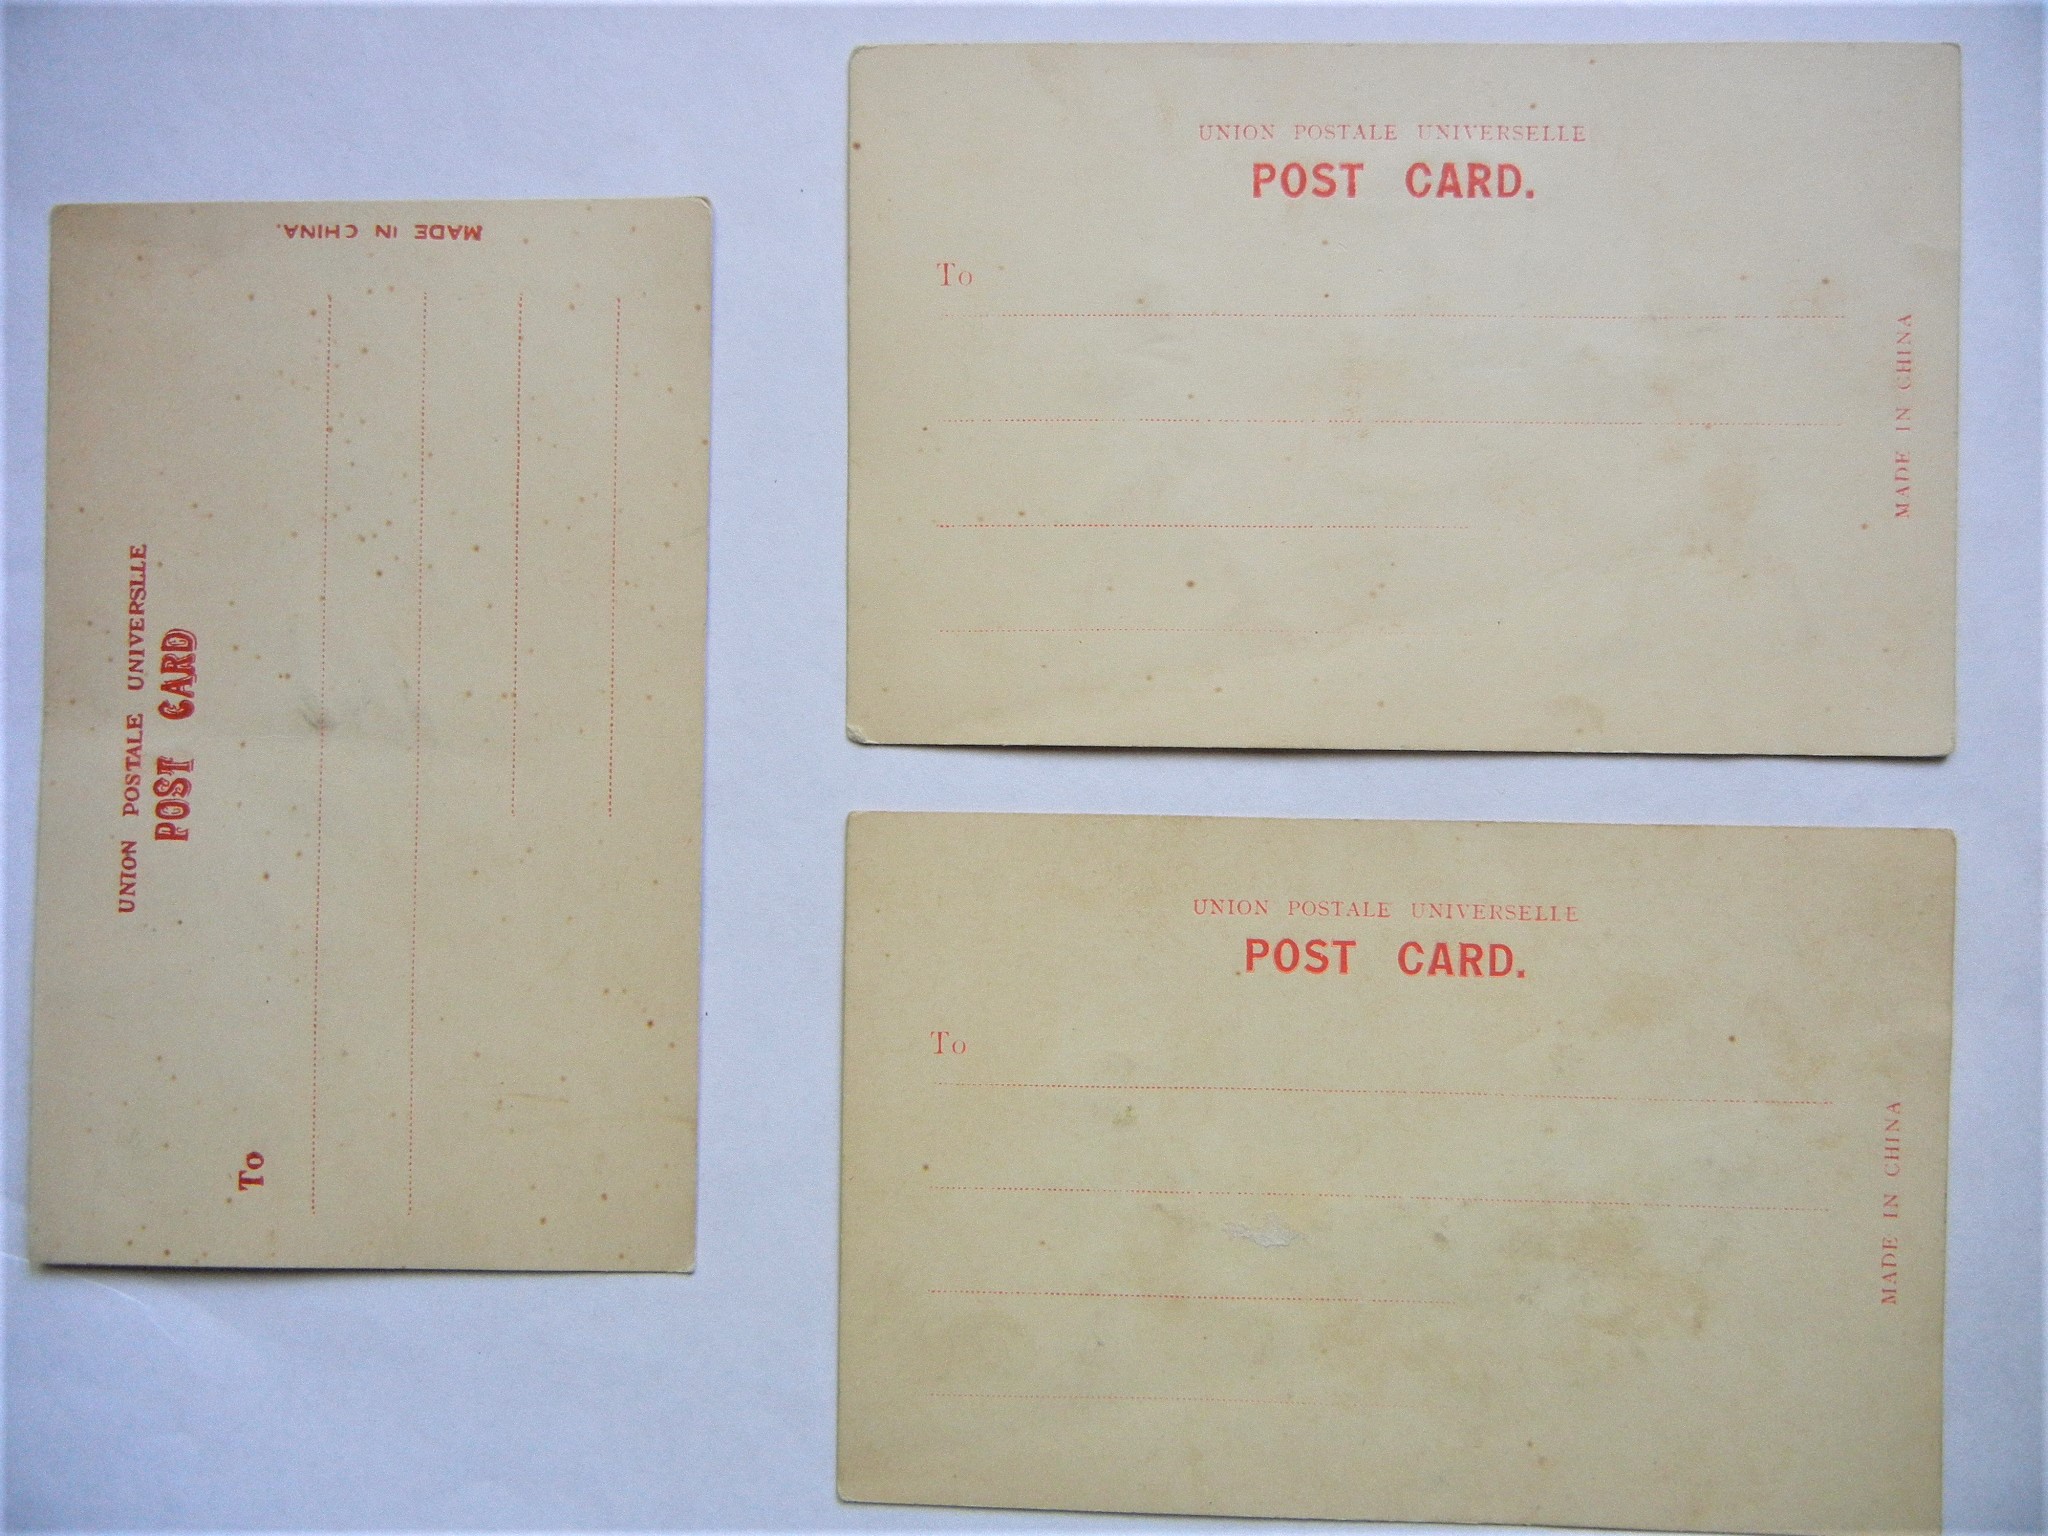 UNION POSTALE UNIVERSLLE
POST CARD
To
MADE IN CHINA.
UNION POSTALE UNIVERSELLE
POST CARD.
To
MADE IN CHINA
UNION POSTALE UNIVERSELLE
POST CARD.
To
MADE IN CHINA